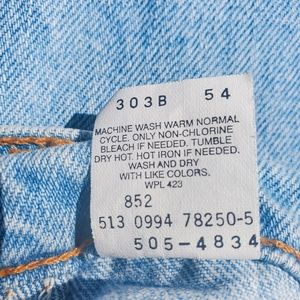 303B 54
MACHINE WASH WARM NORMAL
CYCLE. ONLY NON-CHLORINE
BLEACH IF NEEDED. TUMBLE
DRY HOT. HOT IRON IF NEEDED.
WASH AND DRY
WITH LIKE COLORS.
WPL 423
852
513 0994 78250-5
505-4834